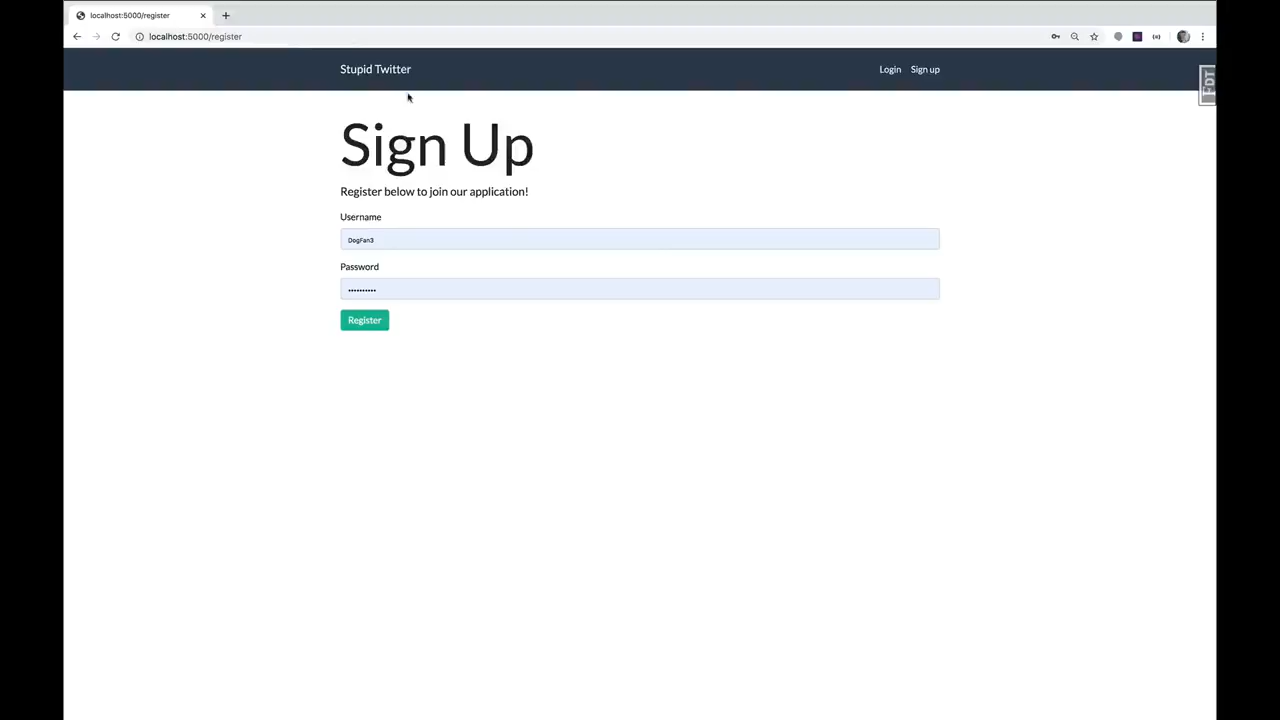 localhost:5000/register
localhost:5000/register
Stupid Twitter
Login
Sign up
FDT
Sign Up
Register below to join our application!
Username
DogFan3
Password
••••••••••
Register